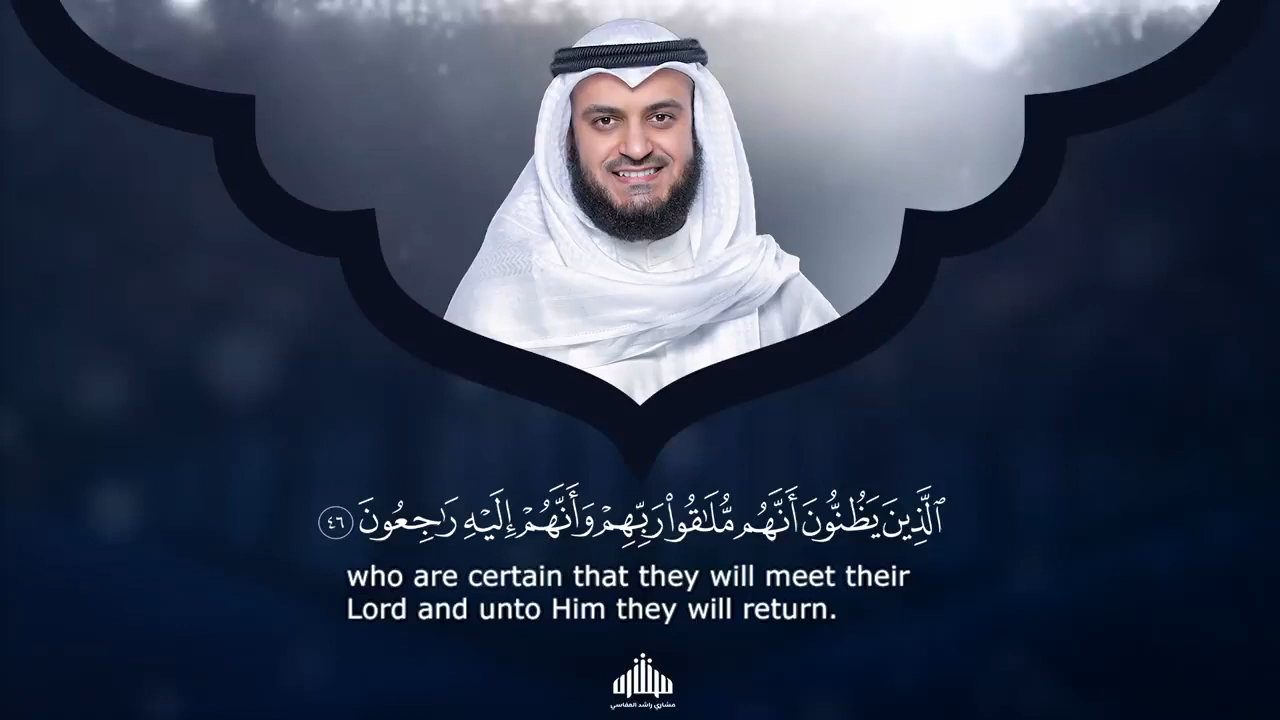 ٱلَّذِينَ يَظُنُّونَ أَنَّهُم مُّلَـٰقُوا۟ رَبِّهِمْ وَأَنَّهُمْ إِلَيْهِ رَٰجِعُونَ ٤٦
who are certain that they will meet their
Lord and unto Him they will return.
مشاري راشد العفاسي